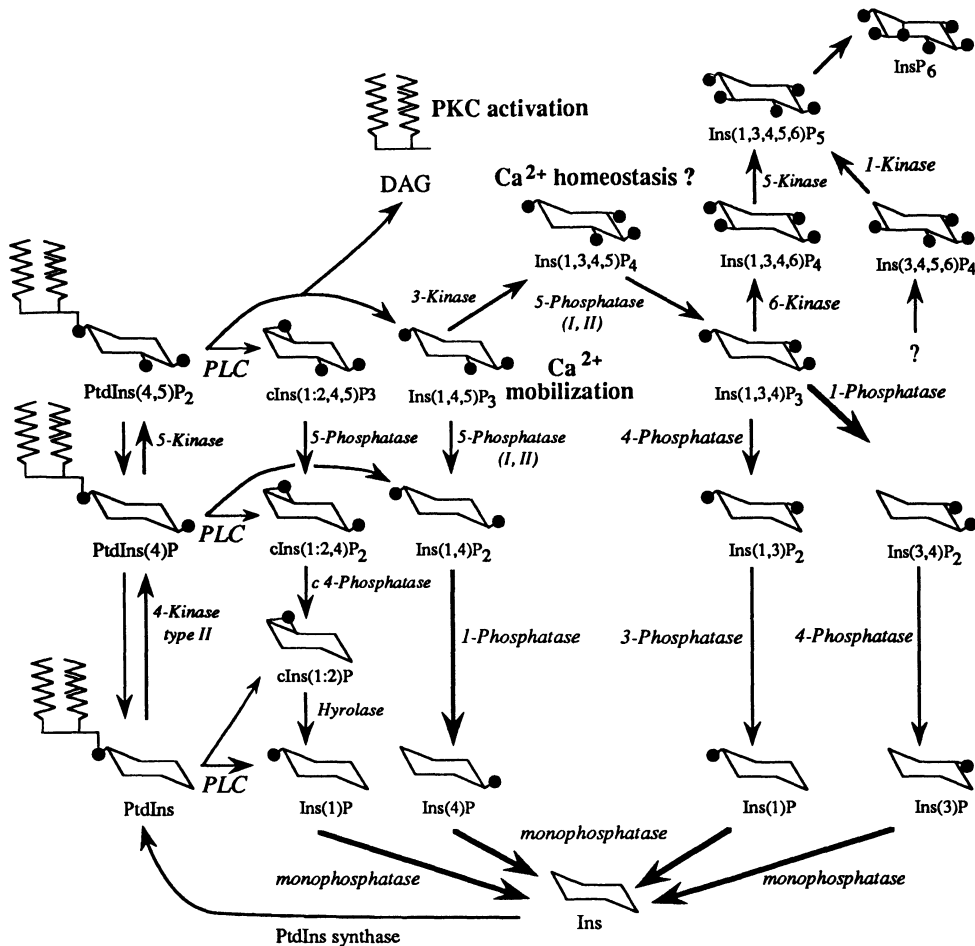 InsP6
PKC activation
Ins(1,3,4,5,6)P5
DAG
Ca2+ homeostasis ?
5-Kinase
1-Kinase
Ins(1,3,4,5)P4
Ins(1,3,4,6)P4
Ins(3,4,5,6)P4
3-Kinase
5-Phosphatase
(I, II)
6-Kinase
?
PLC
PtdIns(4,5)P2
cIns(1:2,4,5)P3
Ins(1,4,5)P3
Ca2+
mobilization
Ins(1,3,4)P3
1-Phosphatase
5-Kinase
5-Phosphatase
5-Phosphatase
(I, II)
4-Phosphatase
PLC
PtdIns(4)P
cIns(1:2,4)P2
Ins(1,4)P2
Ins(1,3)P2
Ins(3,4)P2
4-Kinase
type II
c 4-Phosphatase
1-Phosphatase
3-Phosphatase
4-Phosphatase
cIns(1:2)P
Hyrolase
PLC
PtdIns
Ins(1)P
Ins(4)P
Ins(1)P
Ins(3)P
monophosphatase
monophosphatase
monophosphatase
Ins
PtdIns synthase